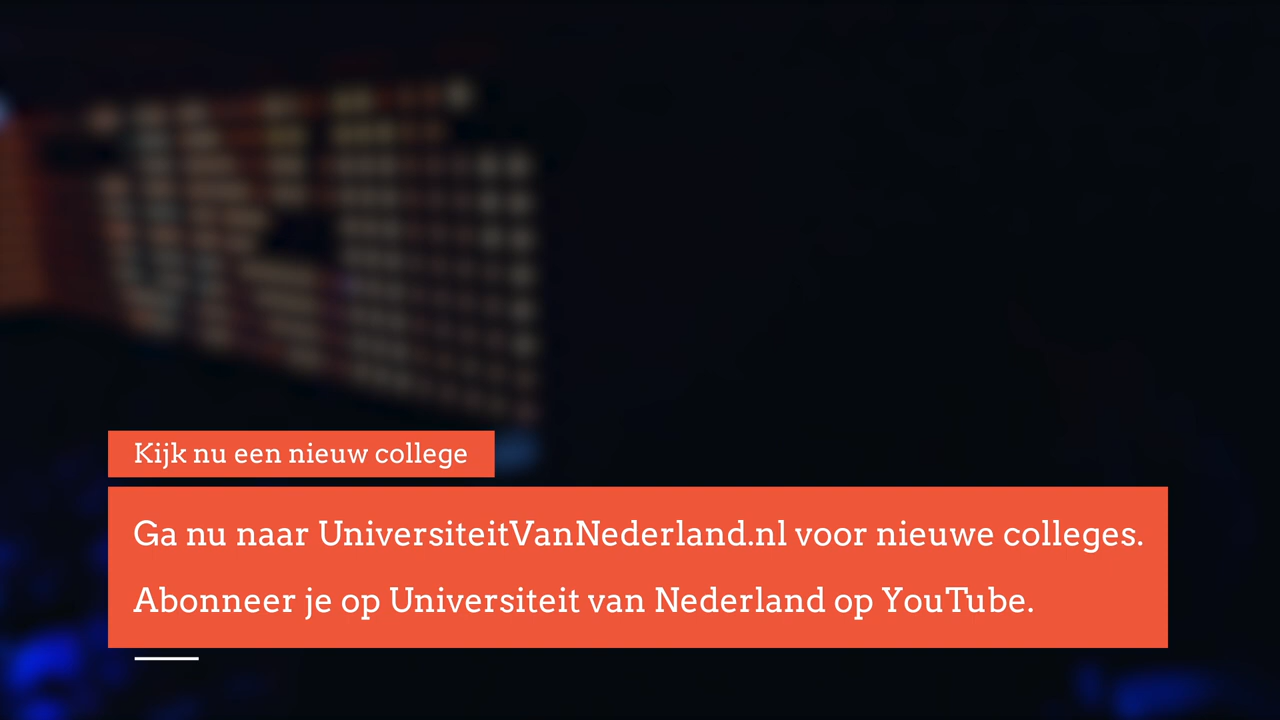 Kijk nu een nieuw college
Ga nu naar UniversiteitVanNederland.nl voor nieuwe colleges.
Abonneer je op Universiteit van Nederland op YouTube.